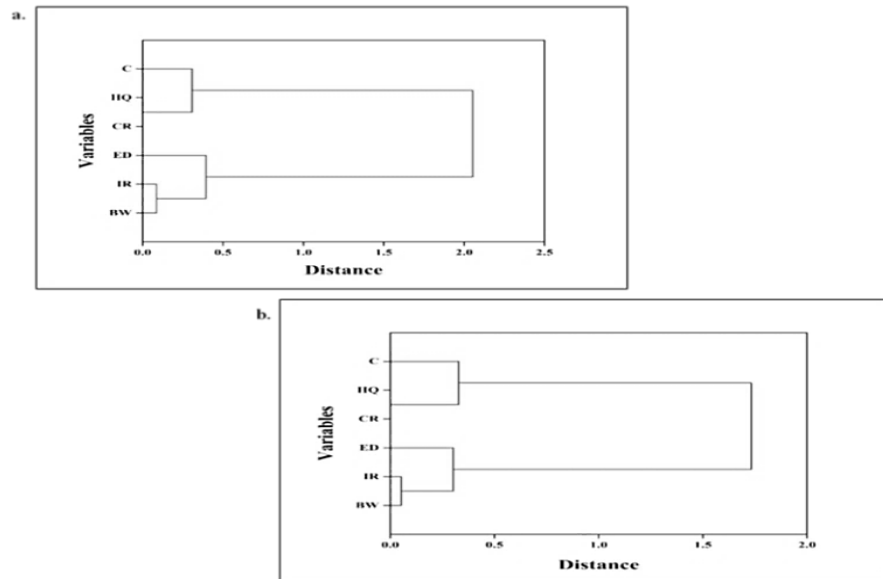 a.
Variables
C
HQ
CR
ED
IR
BW
0.0 0.5 1.0 1.5 2.0 2.5
Distance
b.
Variables
C
HQ
CR
ED
IR
BW
0.0 0.5 1.0 1.5 2.0
Distance